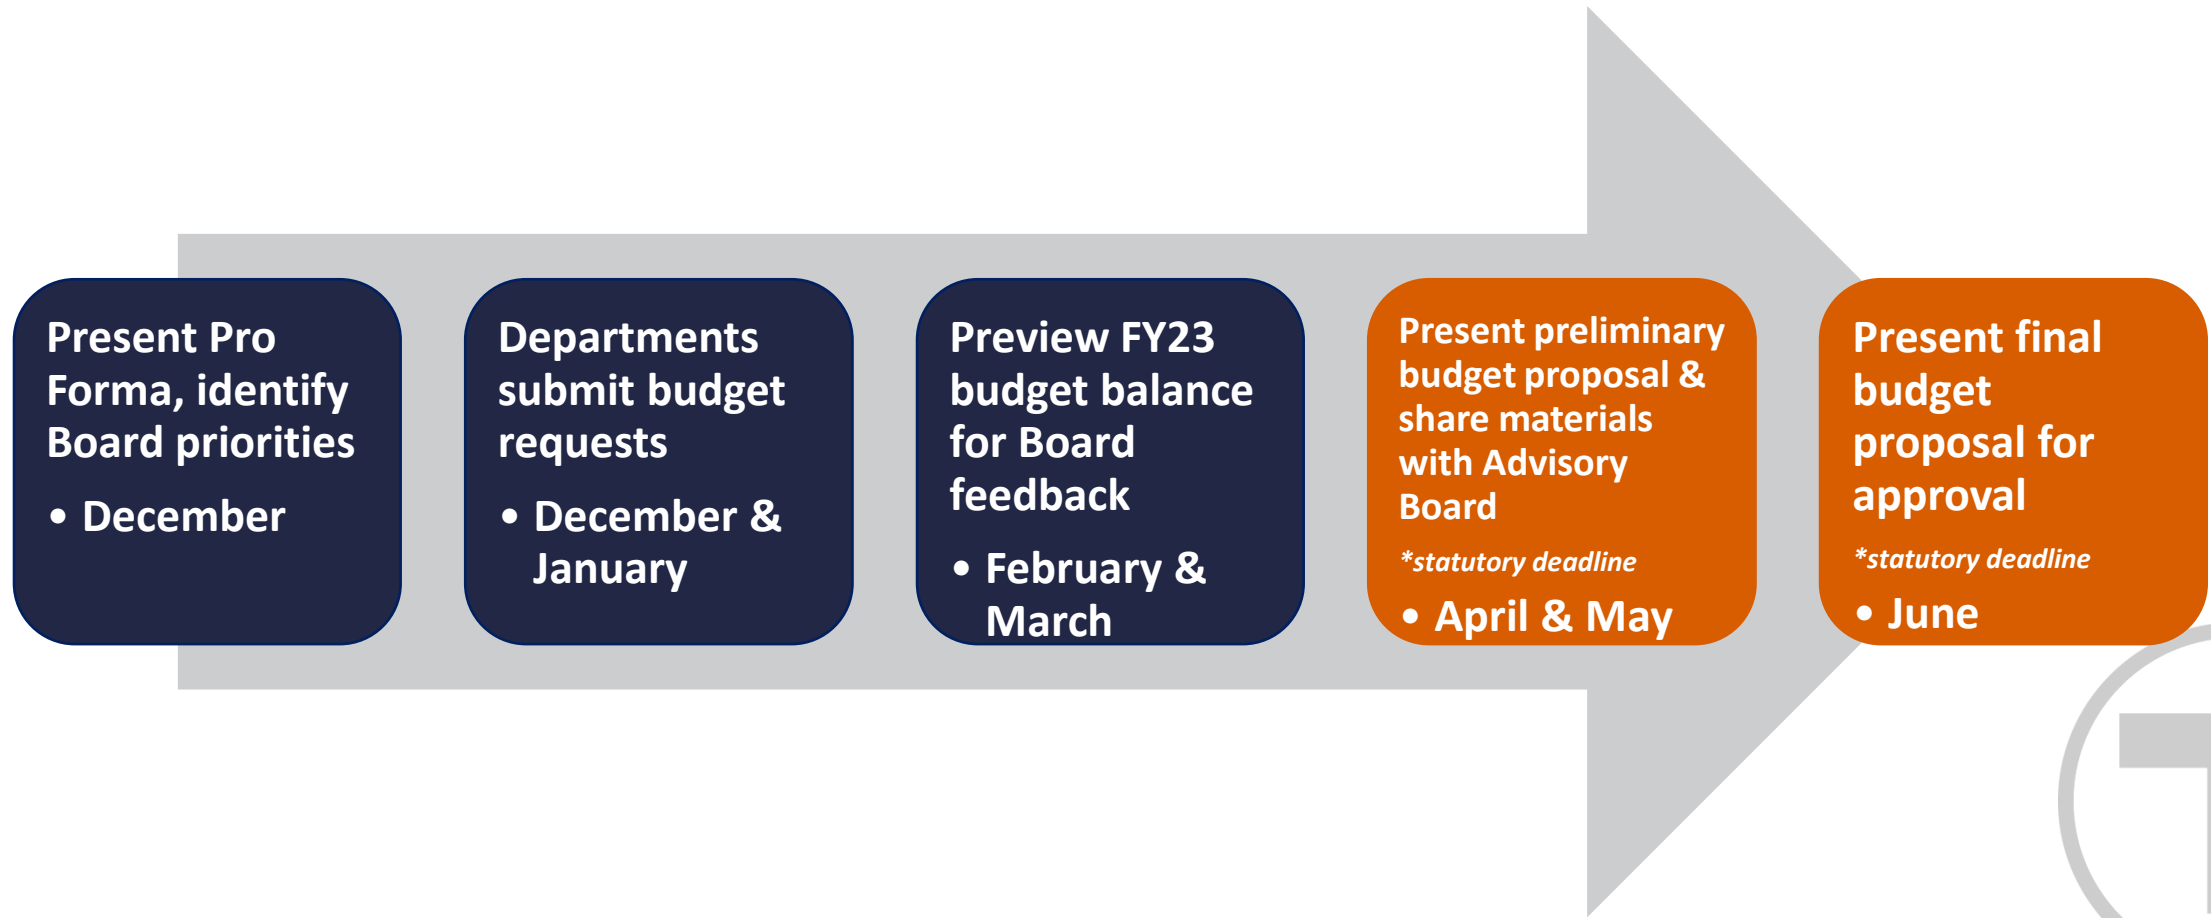 Present Pro
Forma, identify
Board priorities
• December
Departments
submit budget
requests
• December &
January
Preview FY23
budget balance
for Board
feedback
• February &
March
Present preliminary
budget proposal &
share materials
with Advisory
Board
*statutory deadline
• April & May
Present final
budget
proposal for
approval
*statutory deadline
• June
T